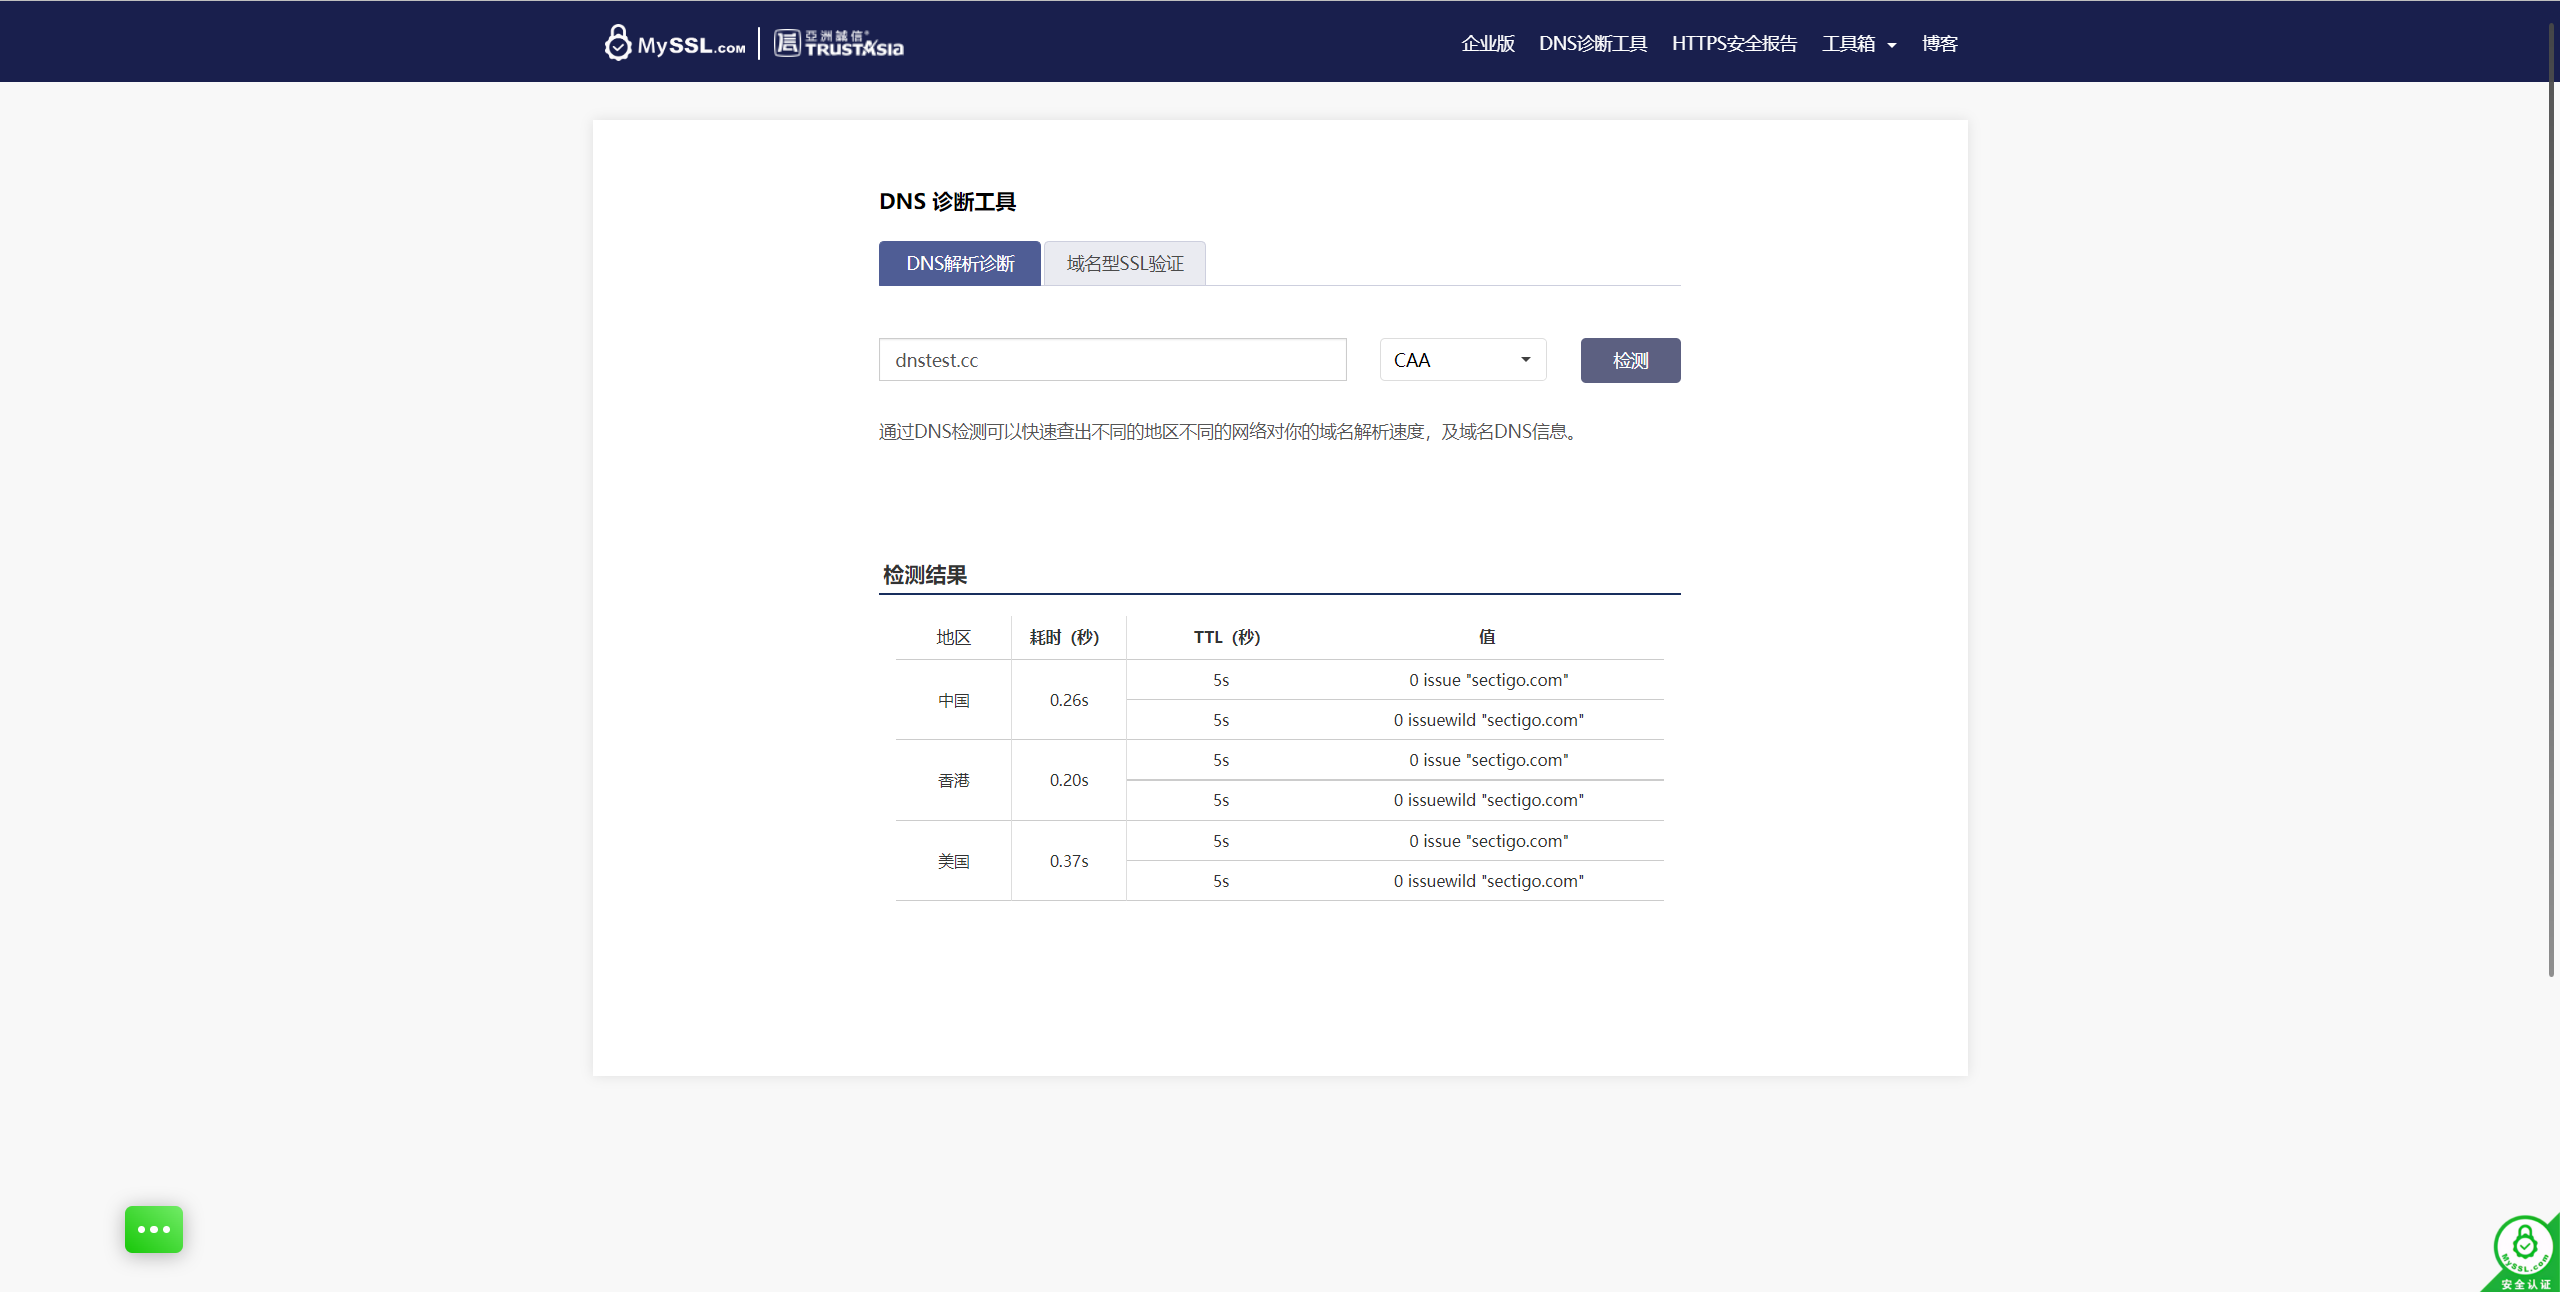 MySSL.com 亞洲誠信 TRUSTAsia 企业版 DNS诊断工具 HTTPS安全报告 工具箱 博客
DNS 诊断工具
DNS解析诊断 域名型SSL验证
dnstest.cc CAA 检测
通过DNS检测可以快速查出不同的地区不同的网络对你的域名解析速度，及域名DNS信息。
检测结果
地区 耗时（秒） TTL（秒） 值
中国 0.26s 5s 0 issue "sectigo.com"
5s 0 issuewild "sectigo.com"
香港 0.20s 5s 0 issue "sectigo.com"
5s 0 issuewild "sectigo.com"
美国 0.37s 5s 0 issue "sectigo.com"
5s 0 issuewild "sectigo.com"
MySSL.com
安全认证